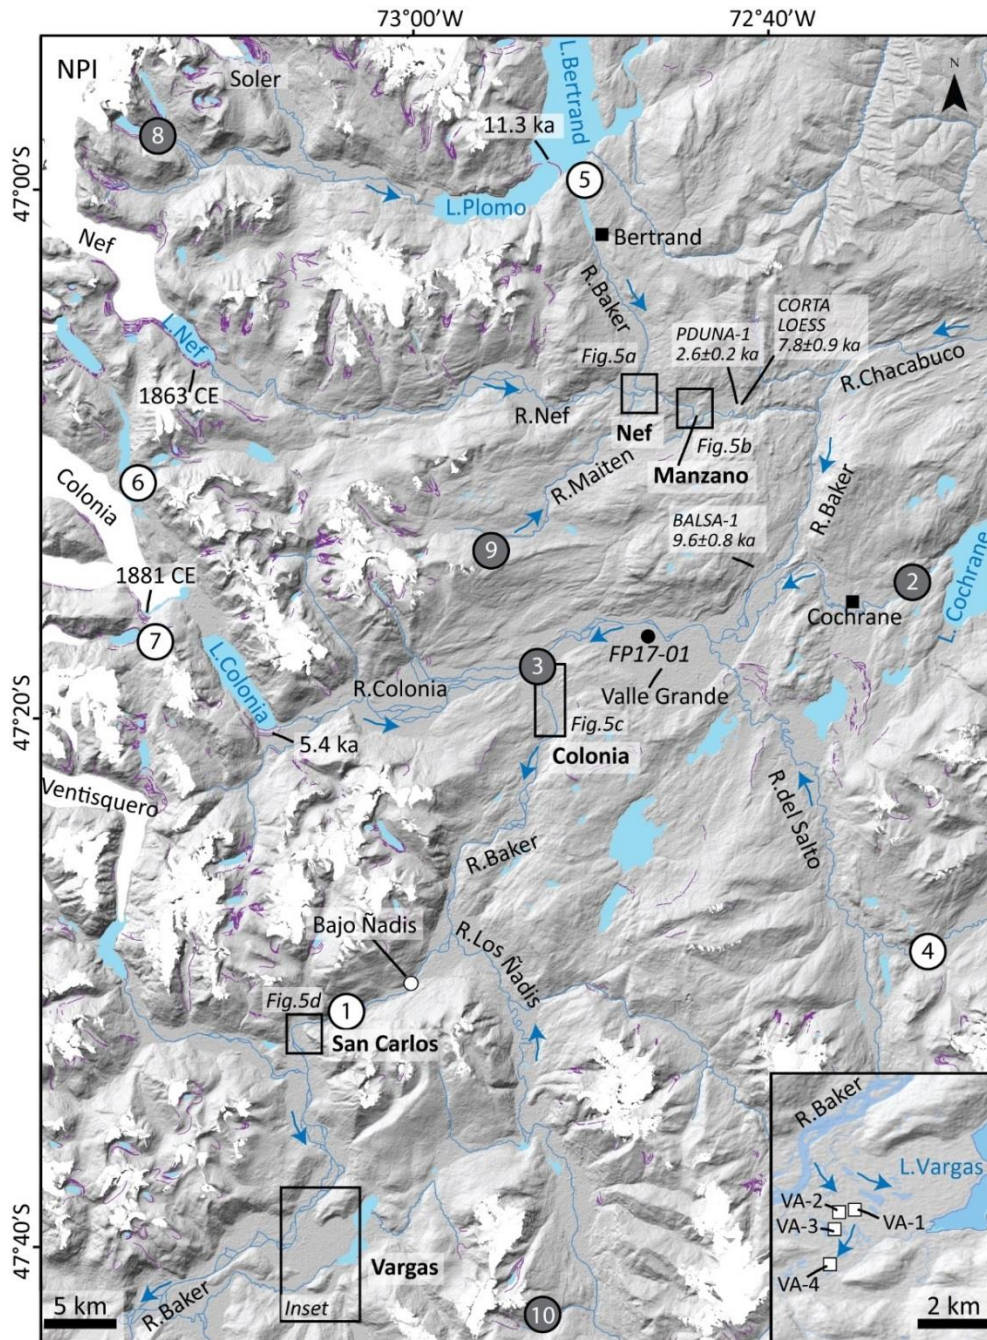 73°00'W
72°40'W
NPI
Soler
L.Bertrand
N
8
11.3 ka
5
47°00'S
L.Plomo
Bertrand
Nef
R.Baker
CORTA
LOESS
7.8±0.9 ka
PDUNA-1
2.6±0.2 ka
L.Nef
Fig.5a
R.Chacabuco
1863 CE
R.Nef
Nef
Fig.5b
Manzano
R.Maiten
Colonia
6
R.Baker
9
BALSA-1
9.6±0.8 ka
1881 CE
2
L. Cochrane
Cochrane
7
L.Colonia
FP17-01
3
R.Colonia
Valle Grande
47°20'S
Fig.5c
5.4 ka
Colonia
Ventisquero
R.del Salto
R.Baker
Bajo Ñadis
R.Los Ñadis
4
Fig.5d
1
San Carlos
R.Baker
L.Vargas
VA-2
VA-1
VA-3
VA-4
47°40'S
Vargas
R.Baker
Inset
10
5 km
2 km